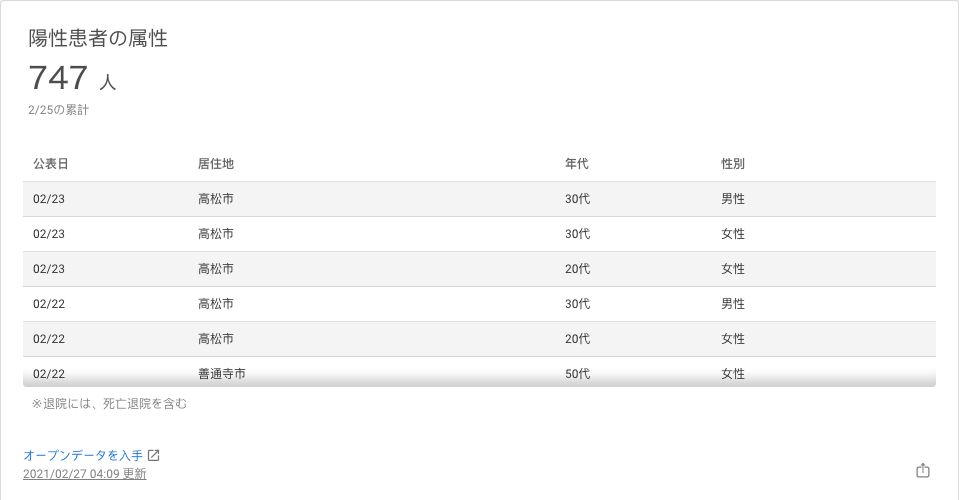 陽性患者の属性
747 人
2/25の累計
公表日 居住地 年代 性別
02/23 高松市 30代 男性
02/23 高松市 30代 女性
02/23 高松市 20代 女性
02/22 高松市 30代 男性
02/22 高松市 20代 女性
02/22 善通寺市 50代 女性
※退院には、死亡退院を含む
オープンデータを入手
2021/02/27 04:09 更新